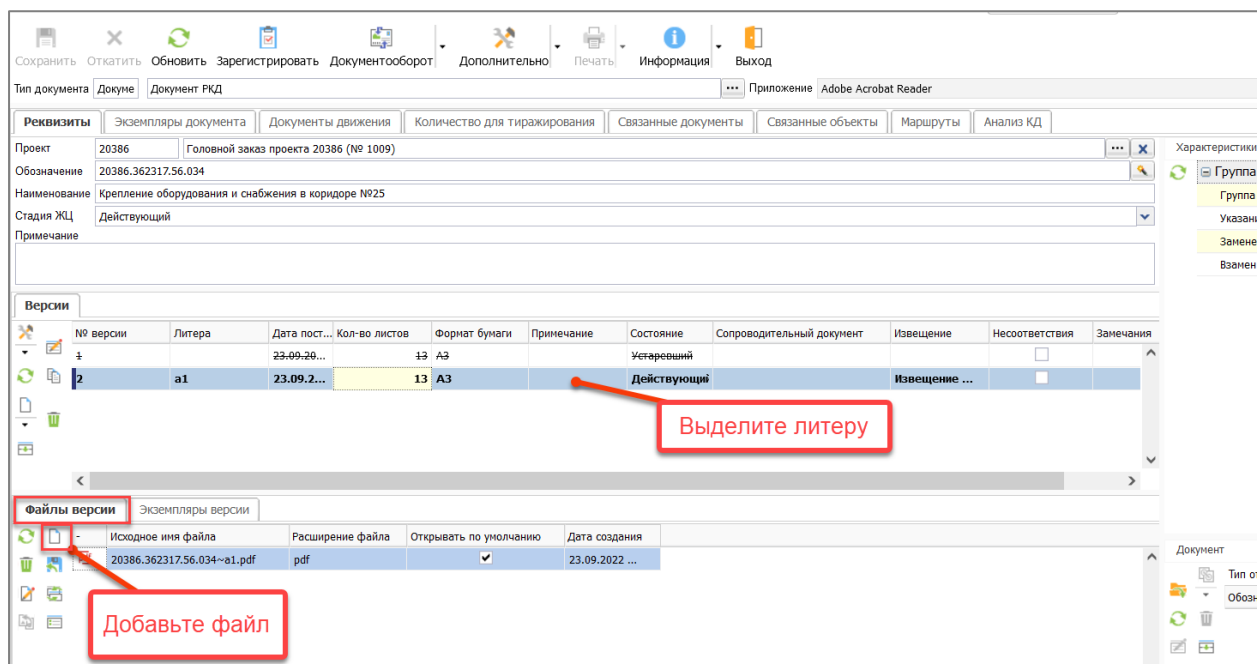 Сохранить Откатить Обновить Зарегистрировать Документооборот Дополнительно Печать Информация Выход
Тип документа Докуме Документ РКД ... Приложение Adobe Acrobat Reader
Реквизиты Экземпляры документа Документы движения Количество для тиражирования Связанные документы Связанные объекты Маршруты Анализ КД
Проект 20386 Головной заказ проекта 20386 (№ 1009) ... Характеристики
Обозначение 20386.362317.56.034 Группа
Наименование Крепление оборудования и снабжения в коридоре №25 Группа
Стадия ЖЦ Действующий Указани
Примечание Замене
Взамен
Версии
№ версии Литера Дата пост... Кол-во листов Формат бумаги Примечание Состояние Сопроводительный документ Извещение Несоответствия Замечания
1 23.09.20... 13 А3 Устаревший
2 а1 23.09.2... 13 А3 Действующий Извещение ...
Выделите литеру
Файлы версии Экземпляры версии
- Исходное имя файла Расширение файла Открывать по умолчанию Дата создания
20386.362317.56.034~a1.pdf pdf 23.09.2022 ...
Документ
Тип от
Обозн
Добавьте файл